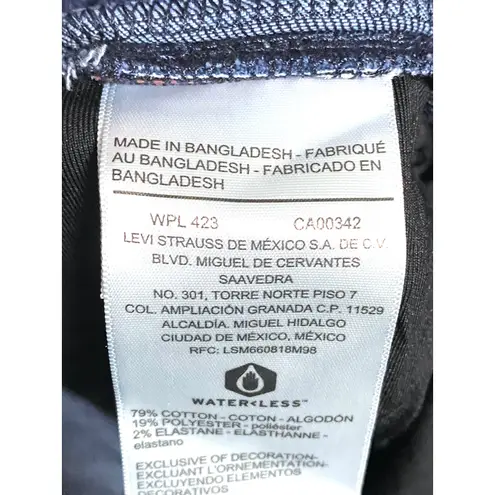 MADE IN BANGLADESH - FABRIQUÉ
AU BANGLADESH - FABRICADO EN
BANGLADESH
WPL 423 CA00342
LEVI STRAUSS DE MÉXICO S.A. DE C.V.
BLVD. MIGUEL DE CERVANTES
SAAVEDRA
NO. 301, TORRE NORTE PISO 7
COL. AMPLIACIÓN GRANADA C.P. 11529
ALCALDÍA. MIGUEL HIDALGO
CIUDAD DE MÉXICO, MÉXICO
RFC: LSM660818M98
WATER<LESS™
79% COTTON - COTON - ALGODÓN
19% POLYESTER - poliéster
2% ELASTANE - ELASTHANNE -
elastano
EXCLUSIVE OF DECORATION-
EXCLUANT L'ORNEMENTATION-
EXCLUYENDO ELEMENTOS
DECORATIVOS